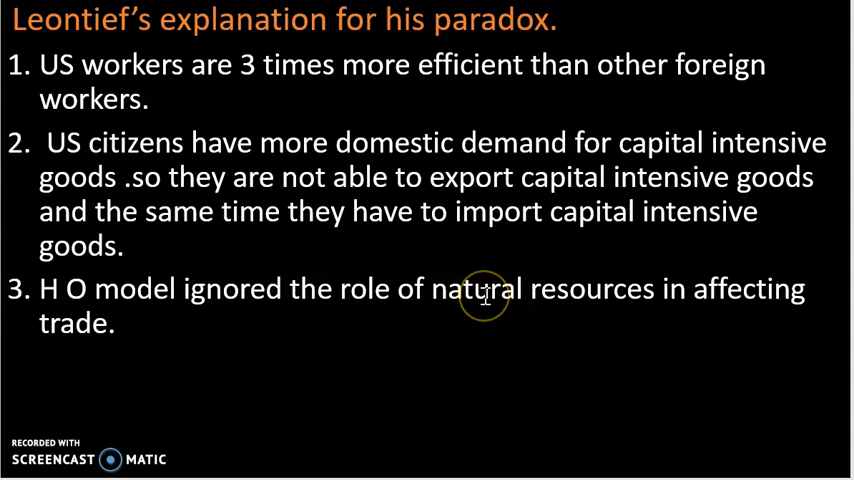 Leontief's explanation for his paradox.
1. US workers are 3 times more efficient than other foreign
workers.
2. US citizens have more domestic demand for capital intensive
goods .so they are not able to export capital intensive goods
and the same time they have to import capital intensive
goods.
3. H O model ignored the role of natural resources in affecting
trade.
RECORDED WITH
SCREENCAST MATIC